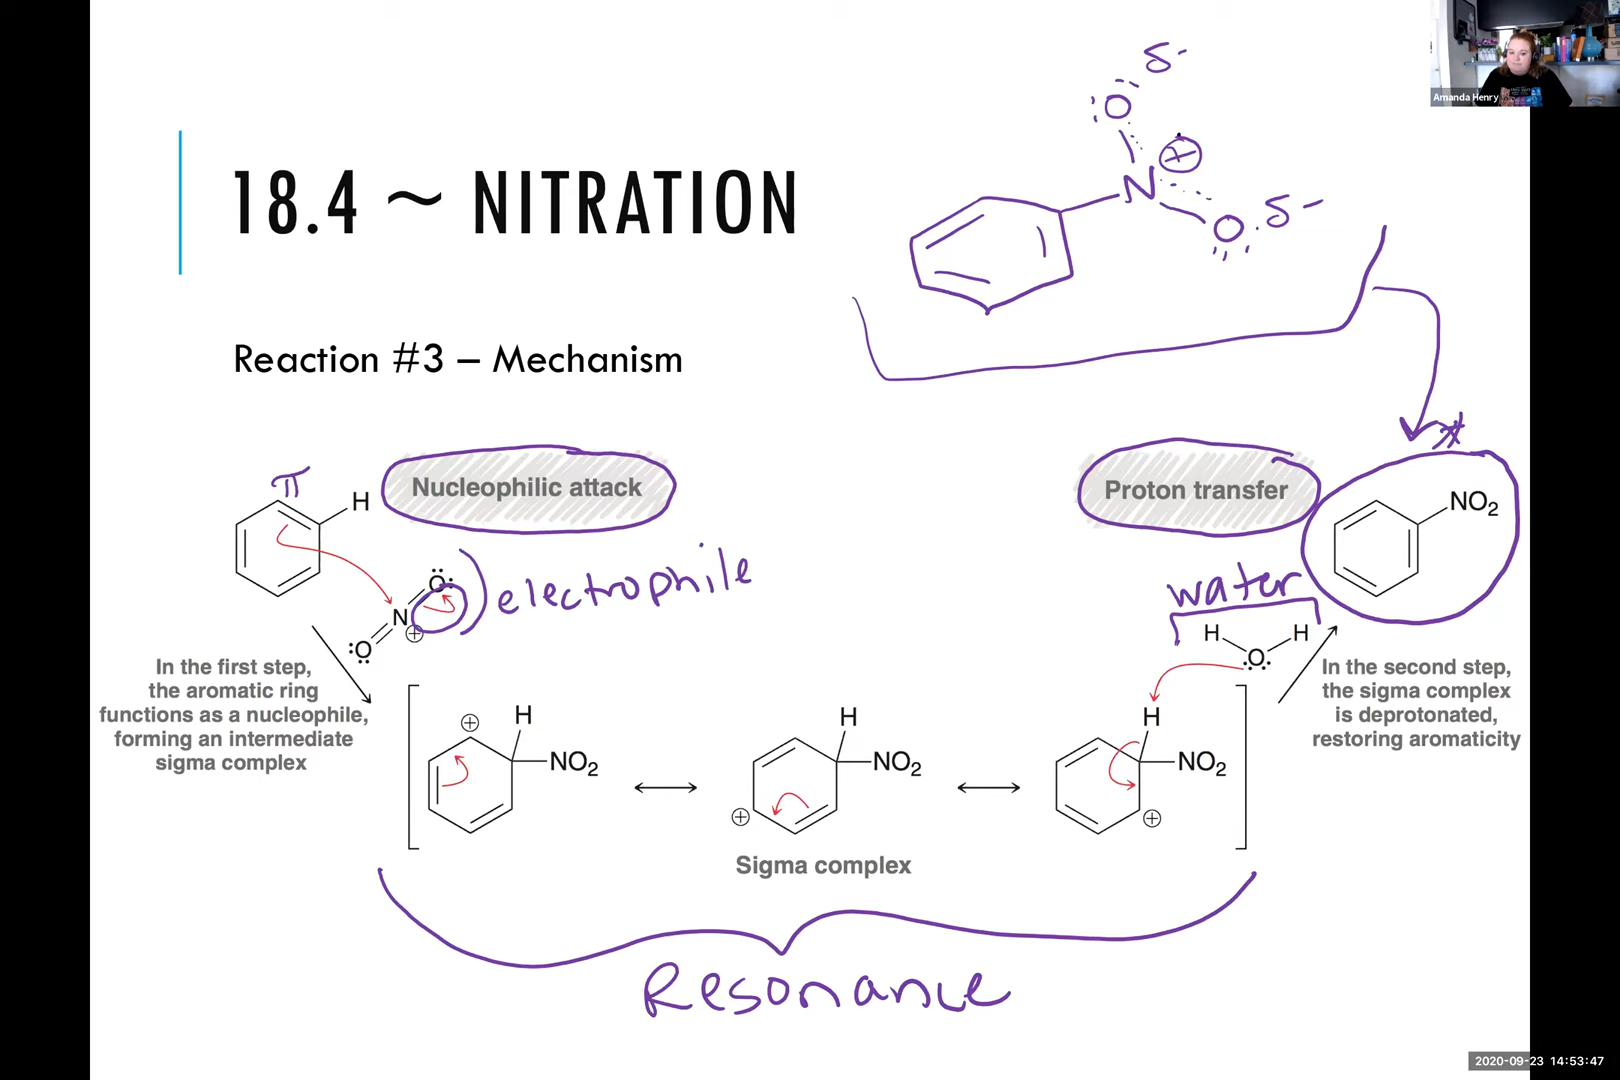 18.4 ~ NITRATION
Reaction #3 – Mechanism
Amanda Henry
:O: δ-
N ⊕
O: δ-
π
H
Nucleophilic attack
Proton transfer
NO2
:O:
N
⊕
:O:
electrophile
water
H H
:O:
In the first step,
the aromatic ring
functions as a nucleophile,
forming an intermediate
sigma complex
In the second step,
the sigma complex
is deprotonated,
restoring aromaticity
⊕ H
NO2
H
NO2
⊕
H
NO2
⊕
Sigma complex
Resonance
2020-09-23 14:53:47